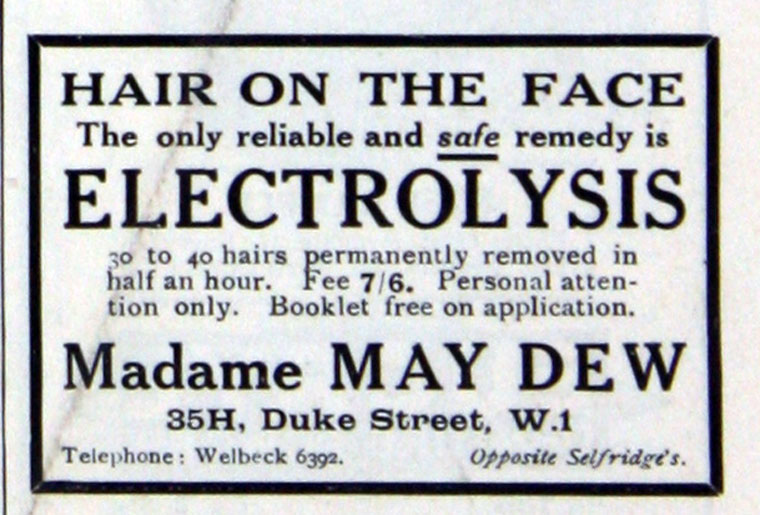 HAIR ON THE FACE
The only reliable and safe remedy is
ELECTROLYSIS
30 to 40 hairs permanently removed in
half an hour. Fee 7/6. Personal atten-
tion only. Booklet free on application.
Madame MAY DEW
35H, Duke Street, W.1
Telephone: Welbeck 6392. Opposite Selfridge's.